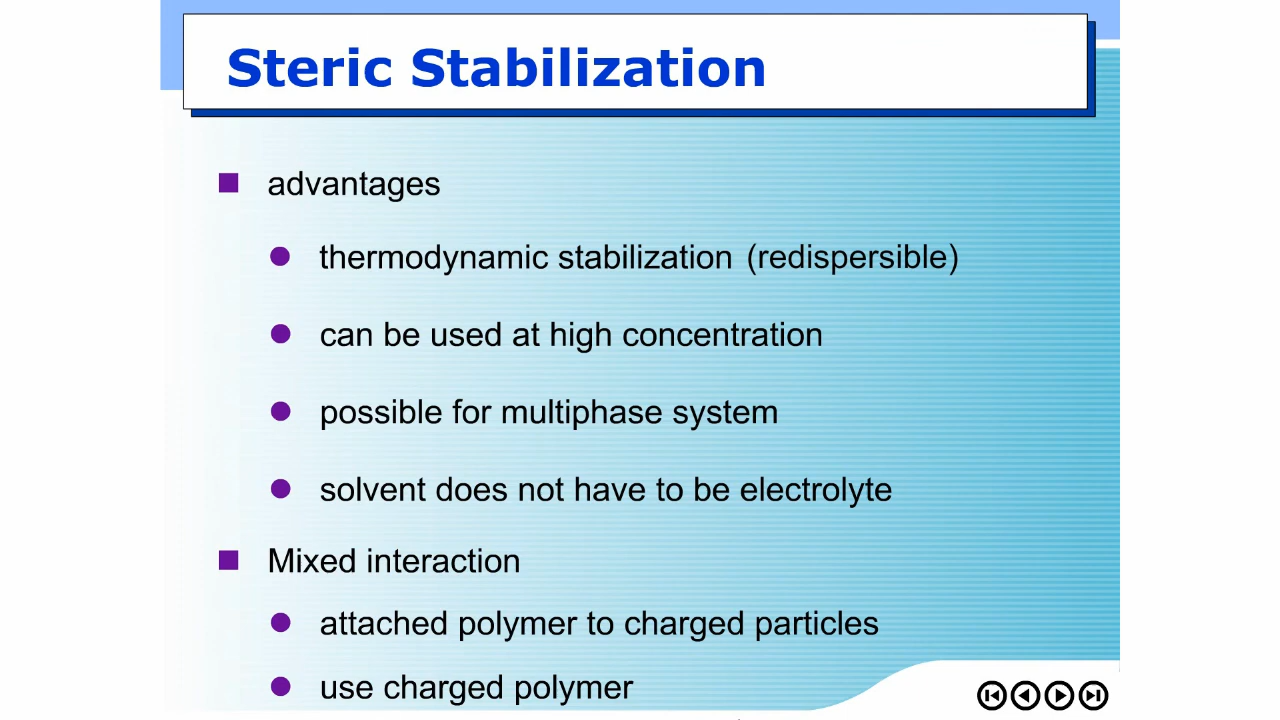 Steric Stabilization
advantages
thermodynamic stabilization (redispersible)
can be used at high concentration
possible for multiphase system
solvent does not have to be electrolyte
Mixed interaction
attached polymer to charged particles
use charged polymer